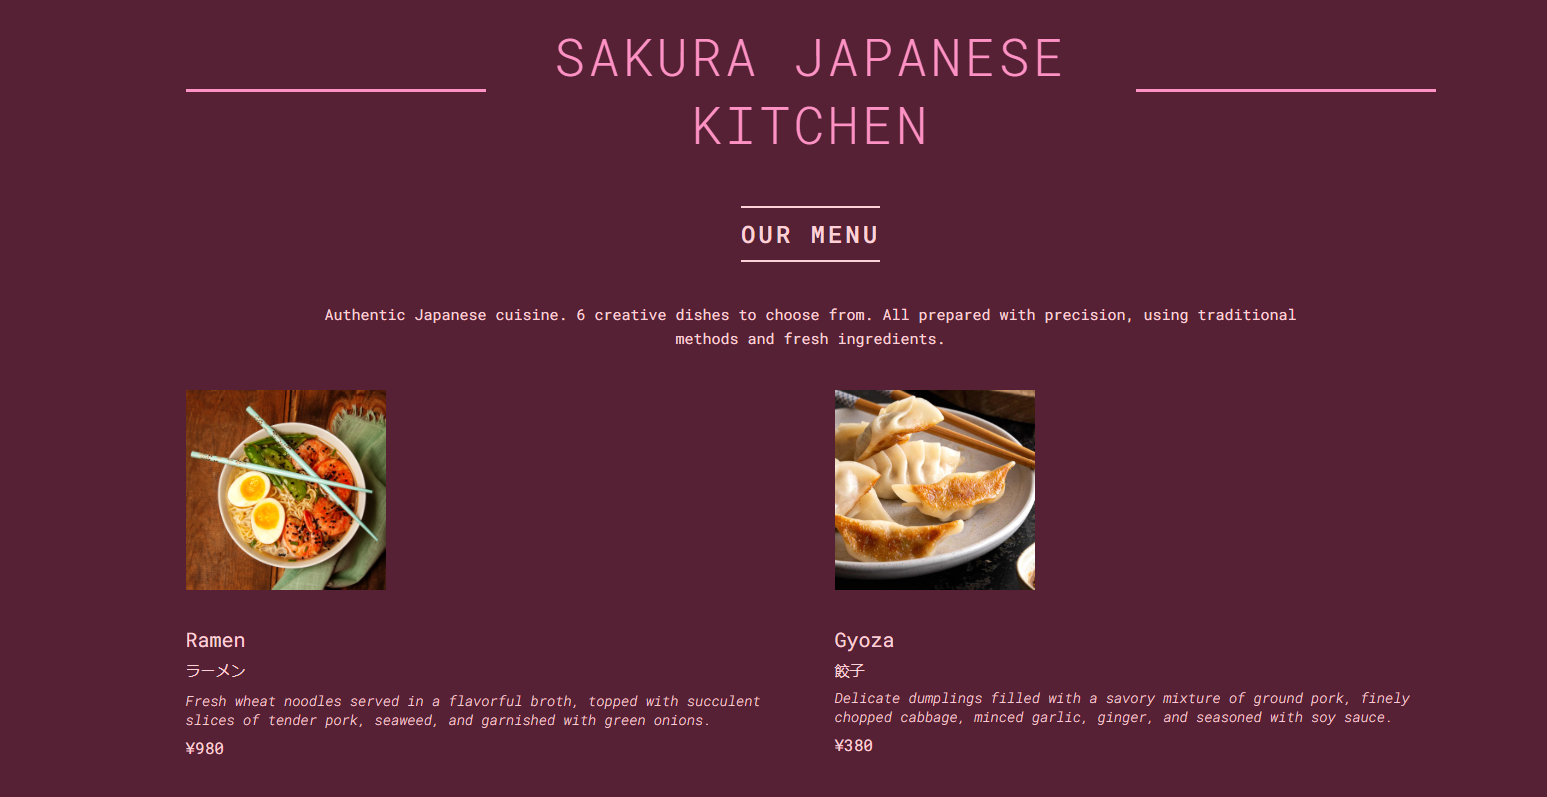 SAKURA JAPANESE
KITCHEN
OUR MENU
Authentic Japanese cuisine. 6 creative dishes to choose from. All prepared with precision, using traditional
methods and fresh ingredients.
Ramen
ラーメン
Fresh wheat noodles served in a flavorful broth, topped with succulent
slices of tender pork, seaweed, and garnished with green onions.
¥980
Gyoza
餃子
Delicate dumplings filled with a savory mixture of ground pork, finely
chopped cabbage, minced garlic, ginger, and seasoned with soy sauce.
¥380